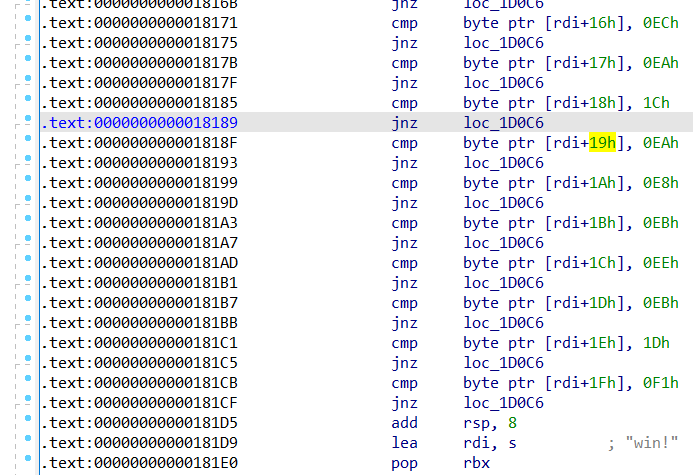 .text:000000000001816B jnz loc_1D0C6
.text:0000000000018171 cmp byte ptr [rdi+16h], 0ECh
.text:0000000000018175 jnz loc_1D0C6
.text:000000000001817B cmp byte ptr [rdi+17h], 0EAh
.text:000000000001817F jnz loc_1D0C6
.text:0000000000018185 cmp byte ptr [rdi+18h], 1Ch
.text:0000000000018189 jnz loc_1D0C6
.text:000000000001818F cmp byte ptr [rdi+19h], 0EAh
.text:0000000000018193 jnz loc_1D0C6
.text:0000000000018199 cmp byte ptr [rdi+1Ah], 0E8h
.text:000000000001819D jnz loc_1D0C6
.text:00000000000181A3 cmp byte ptr [rdi+1Bh], 0EBh
.text:00000000000181A7 jnz loc_1D0C6
.text:00000000000181AD cmp byte ptr [rdi+1Ch], 0EEh
.text:00000000000181B1 jnz loc_1D0C6
.text:00000000000181B7 cmp byte ptr [rdi+1Dh], 0EBh
.text:00000000000181BB jnz loc_1D0C6
.text:00000000000181C1 cmp byte ptr [rdi+1Eh], 1Dh
.text:00000000000181C5 jnz loc_1D0C6
.text:00000000000181CB cmp byte ptr [rdi+1Fh], 0F1h
.text:00000000000181CF jnz loc_1D0C6
.text:00000000000181D5 add rsp, 8
.text:00000000000181D9 lea rdi, s ; "win!"
.text:00000000000181E0 pop rbx